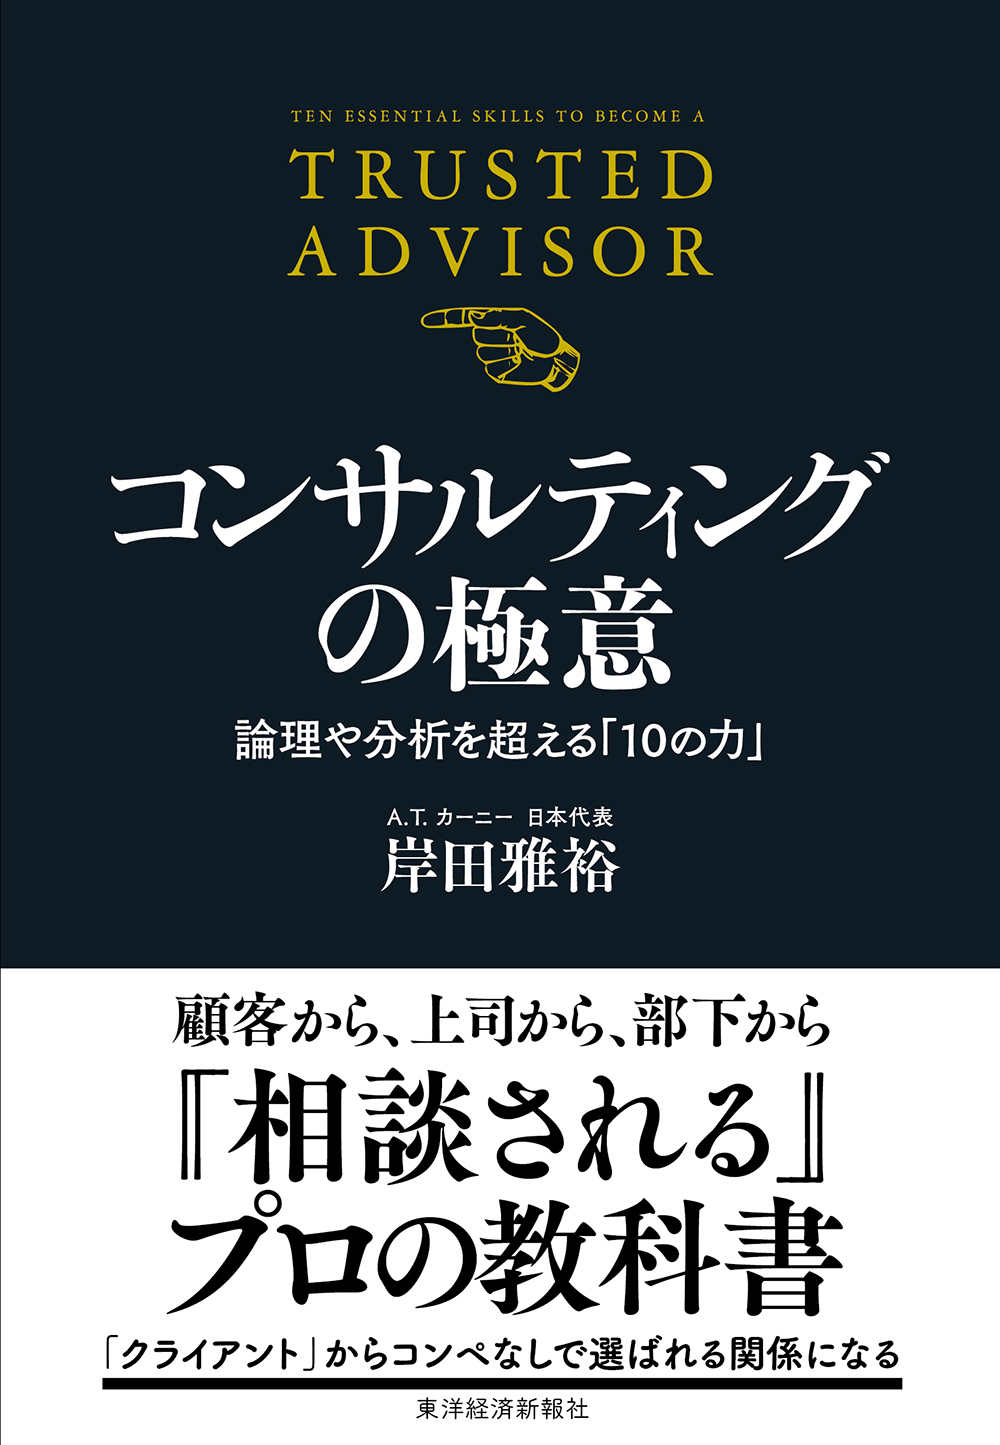 TEN ESSENTIAL SKILLS TO BECOME A
TRUSTED
ADVISOR
コンサルティング
の極意
論理や分析を超える「10の力」
A.T. カーニー 日本代表
岸田雅裕
顧客から、上司から、部下から
『相談される』
プロの教科書
「クライアント」からコンペなしで選ばれる関係になる
東洋経済新報社